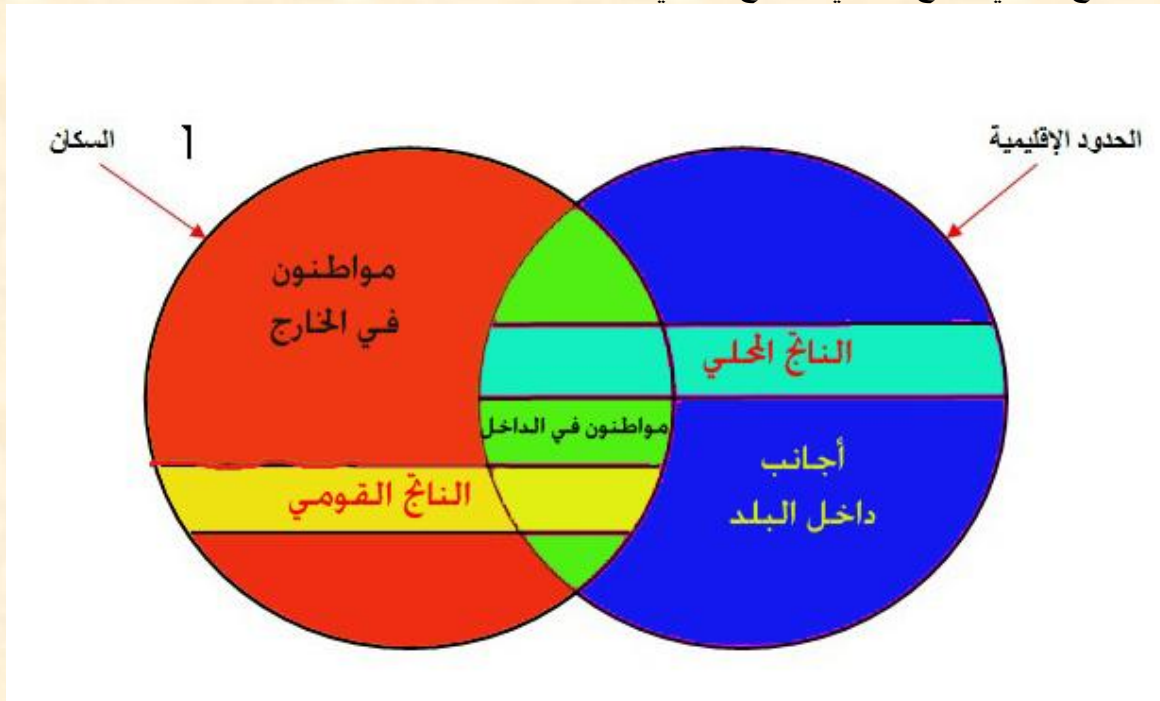 الحدود الإقليمية
السكان
مواطنون
في الخارج
الناتج المحلي
مواطنون في الداخل
أجانب
داخل البلد
الناتج القومي